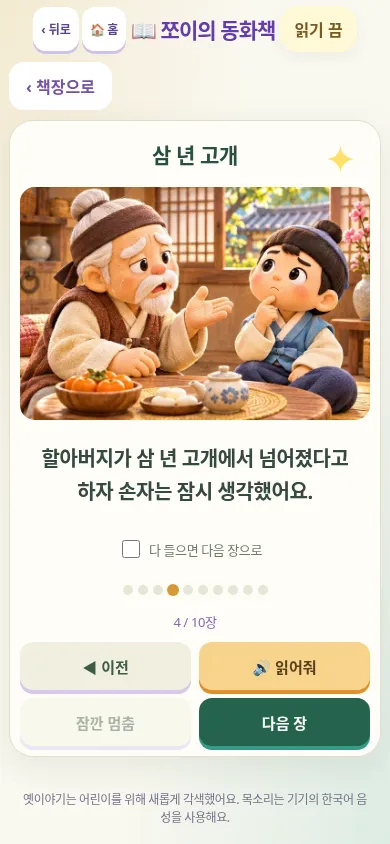 ‹ 뒤로
🏠 홈
📖 쪼이의 동화책
읽기 끔
‹ 책장으로
삼 년 고개
할아버지가 삼 년 고개에서 넘어졌다고
하자 손자는 잠시 생각했어요.
다 들으면 다음 장으로
4 / 10장
◀ 이전
🔊 읽어줘
잠깐 멈춤
다음 장
옛이야기는 어린이를 위해 새롭게 각색했어요. 목소리는 기기의 한국어 음
성을 사용해요.